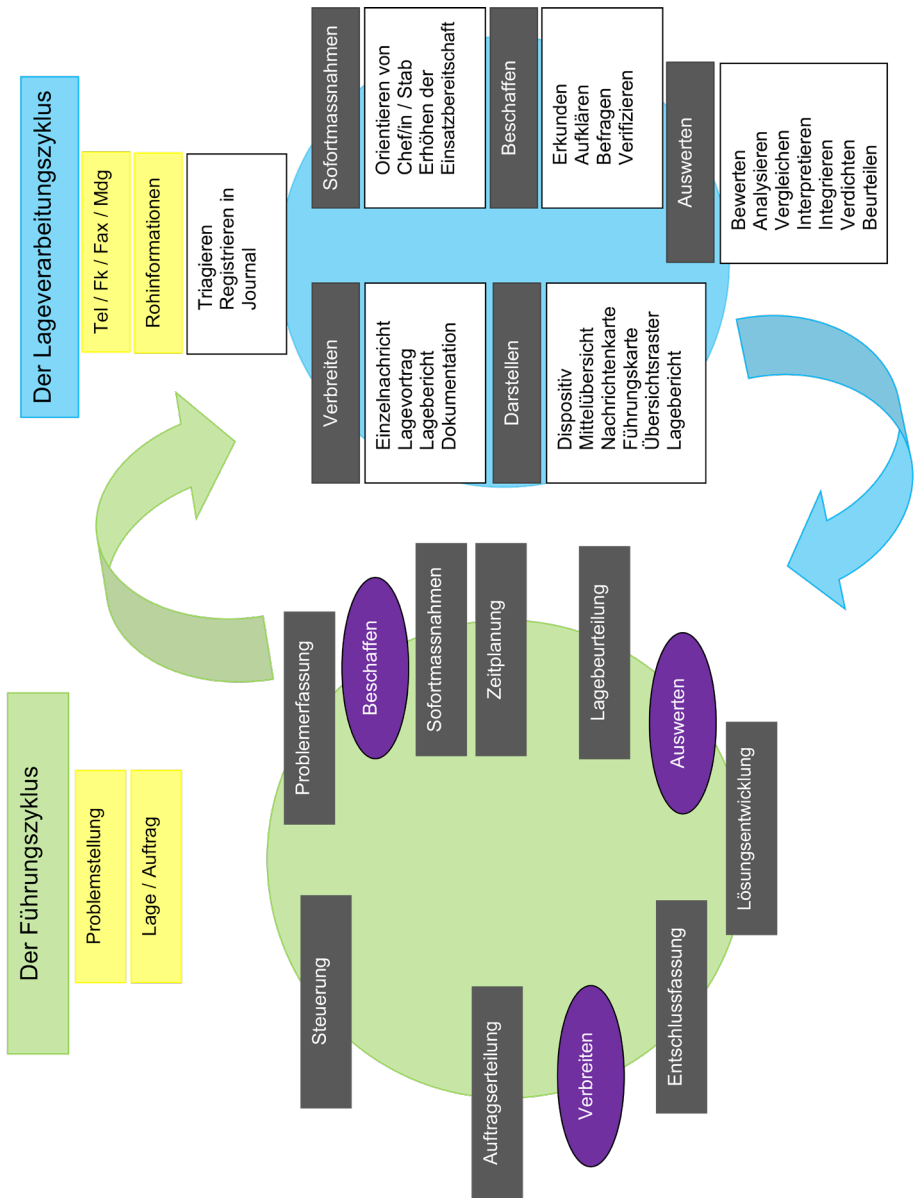 Der Führungszyklus
Problemstellung
Lage / Auftrag
Problemerfassung
Beschaffen
Sofortmassnahmen
Zeitplanung
Lagebeurteilung
Auswerten
Lösungsentwicklung
Entschlussfassung
Verbreiten
Auftragserteilung
Steuerung
Der Lageverarbeitungszyklus
Tel / Fk / Fax / Mdg
Rohinformationen
Triagieren
Registrieren in
Journal
Sofortmassnahmen
Orientieren von
Chef/in / Stab
Erhöhen der
Einsatzbereitschaft
Beschaffen
Erkunden
Aufklären
Befragen
Verifizieren
Auswerten
Bewerten
Analysieren
Vergleichen
Interpretieren
Integrieren
Verdichten
Beurteilen
Verbreiten
Einzelnachricht
Lagevortrag
Lagebericht
Dokumentation
Darstellen
Dispositiv
Mittelübersicht
Nachrichtenkarte
Führungskarte
Übersichtsraster
Lagebericht